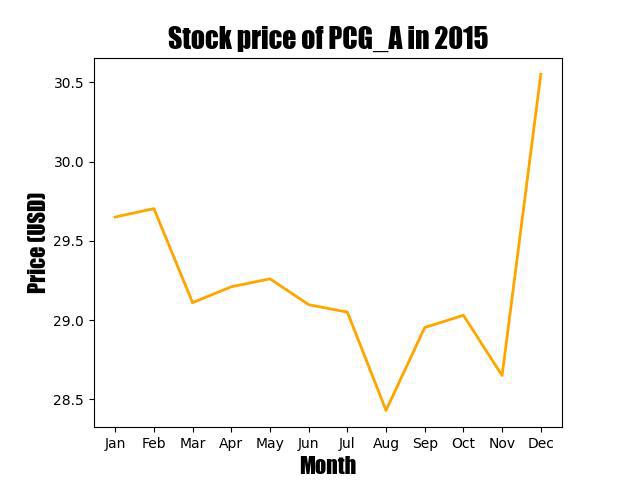 Stock price of PCG_A in 2015
Price (USD)
30.5
30.0
29.5
29.0
28.5
Jan Feb Mar Apr May Jun Jul Aug Sep Oct Nov Dec
Month